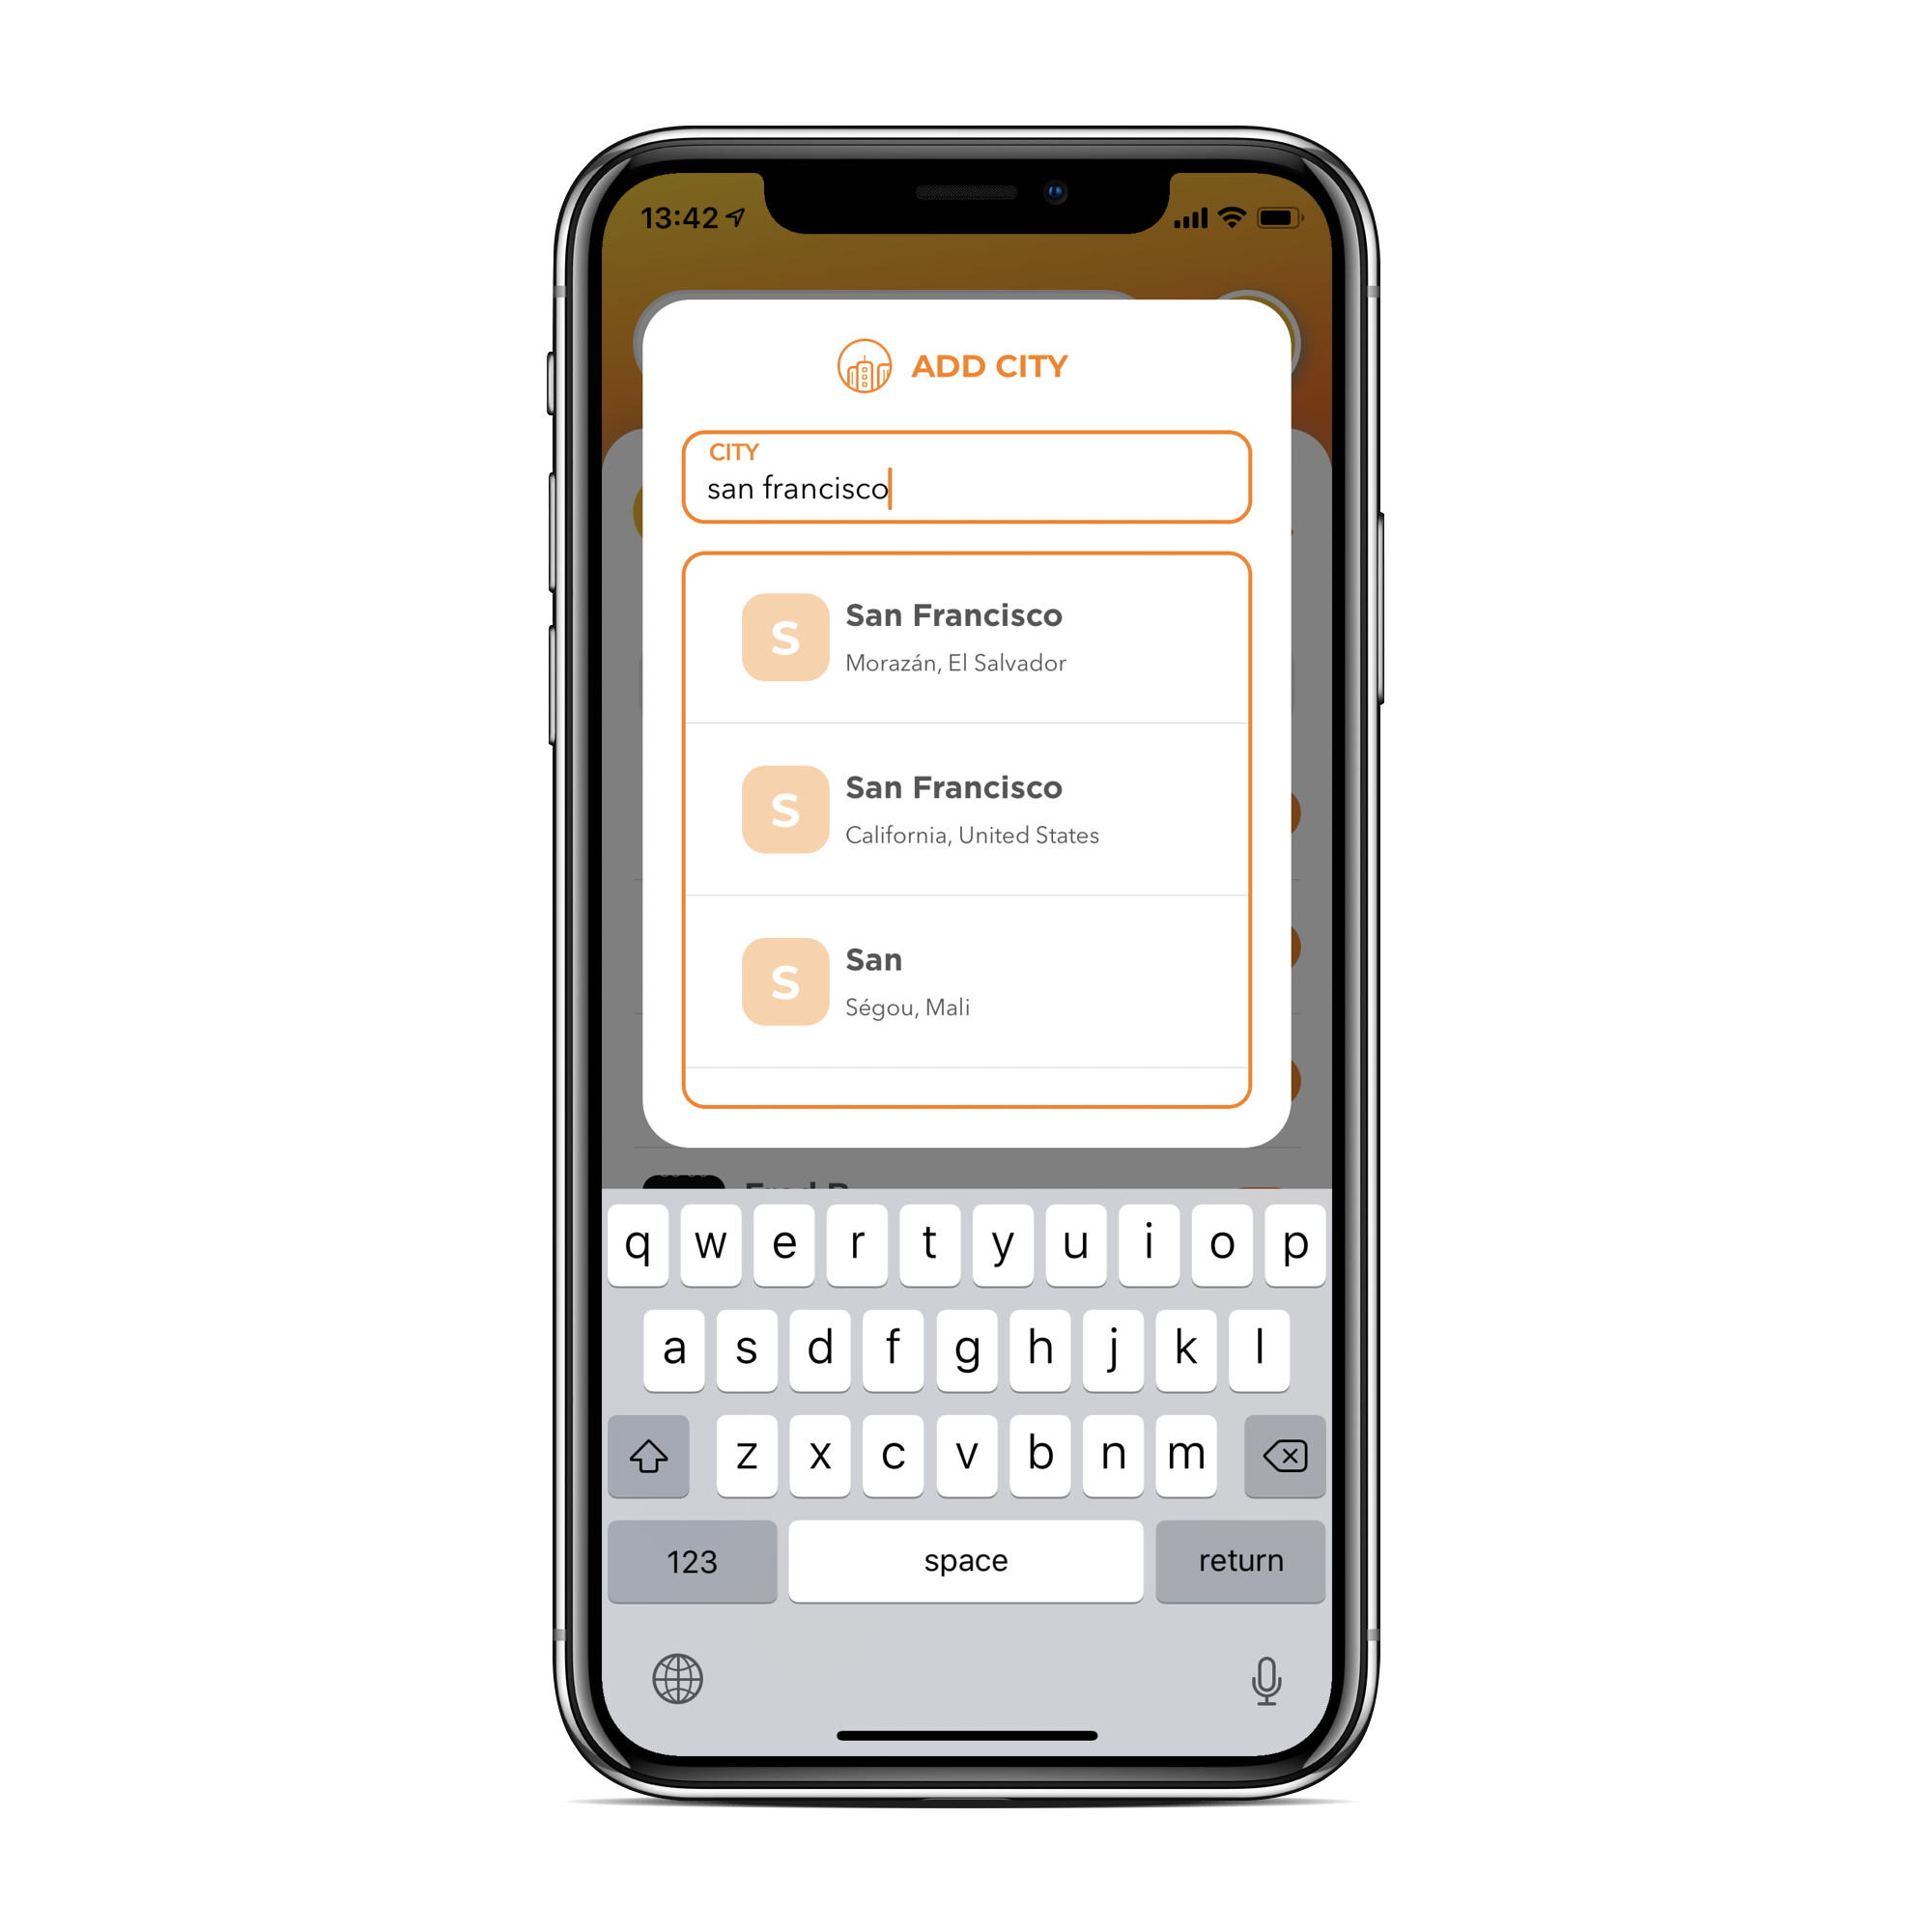 13:42
ADD CITY
CITY
san francisco
S
San Francisco
Morazán, El Salvador
S
San Francisco
California, United States
S
San
Ségou, Mali
q w e r t y u i o p
a s d f g h j k l
z x c v b n m
123 space return